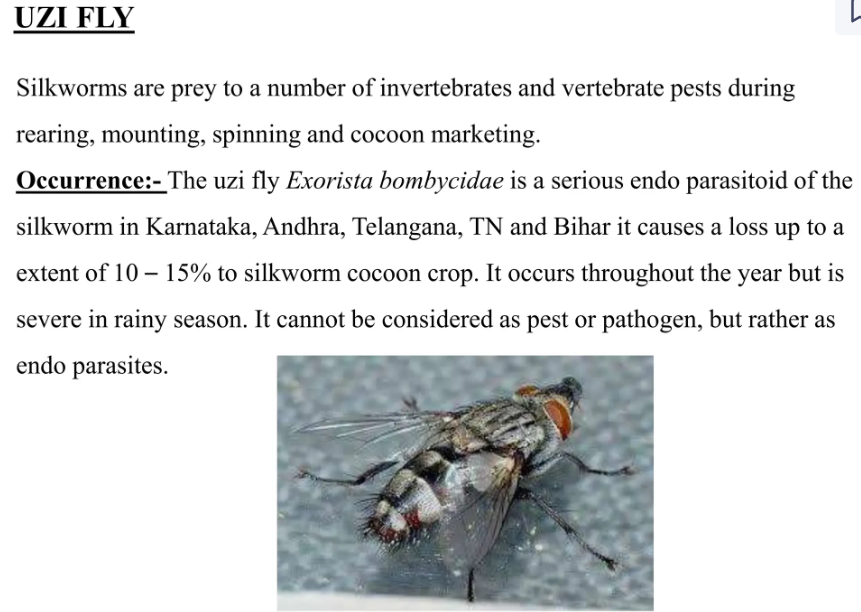 UZI FLY
Silkworms are prey to a number of invertebrates and vertebrate pests during
rearing, mounting, spinning and cocoon marketing.
Occurrence:- The uzi fly Exorista bombycidae is a serious endo parasitoid of the
silkworm in Karnataka, Andhra, Telangana, TN and Bihar it causes a loss up to a
extent of 10 – 15% to silkworm cocoon crop. It occurs throughout the year but is
severe in rainy season. It cannot be considered as pest or pathogen, but rather as
endo parasites.